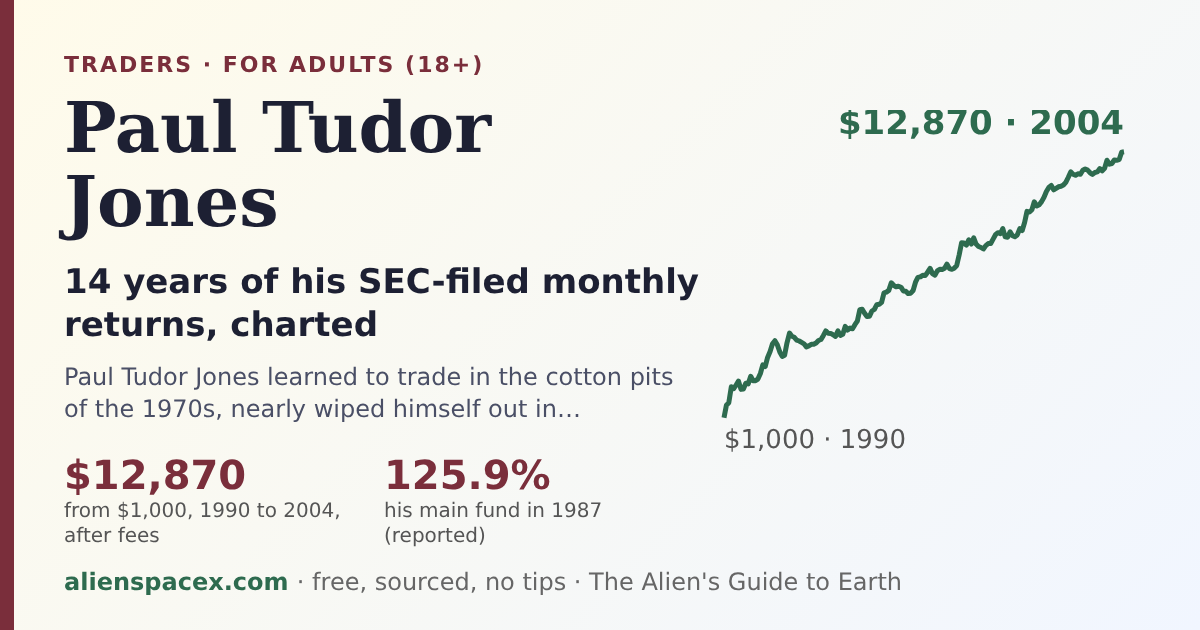 TRADERS · FOR ADULTS (18+)
Paul Tudor
Jones
14 years of his SEC-filed monthly
returns, charted
Paul Tudor Jones learned to trade in the cotton pits
of the 1970s, nearly wiped himself out in…
$12,870
from $1,000, 1990 to 2004,
after fees
125.9%
his main fund in 1987
(reported)
$12,870 · 2004
$1,000 · 1990
alienspacex.com · free, sourced, no tips · The Alien's Guide to Earth